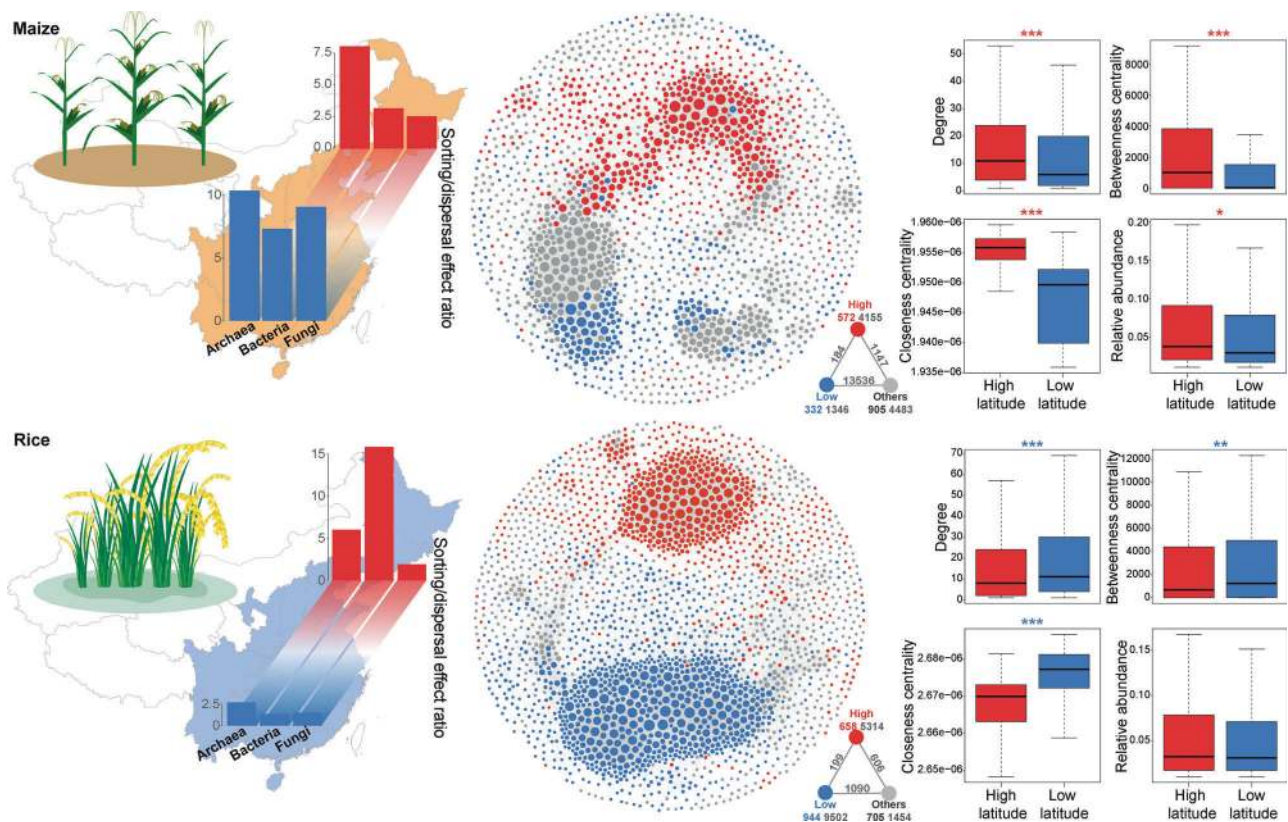 Maize
7.5
5.0
2.5
0.0
Sorting/dispersal effect ratio
10
5
0
Archaea
Bacteria
Fungi
High
572 4155
184
1147
13536
Low
332 1346
Others
905 4483
***
Degree
50
40
30
20
10
0
***
Betweenness centrality
8000
6000
4000
2000
0
***
Closeness centrality
1.960e-06
1.955e-06
1.950e-06
1.945e-06
1.940e-06
1.935e-06
High latitude
Low latitude
*
Relative abundance
0.20
0.15
0.10
0.05
High latitude
Low latitude
Rice
15
10
5
0
Sorting/dispersal effect ratio
2.5
0
Archaea
Bacteria
Fungi
High
658 5314
199
606
1090
Low
944 9502
Others
705 1454
***
Degree
70
60
50
40
30
20
10
0
**
Betweenness centrality
12000
10000
8000
6000
4000
2000
0
***
Closeness centrality
2.68e-06
2.67e-06
2.66e-06
2.65e-06
High latitude
Low latitude
Relative abundance
0.15
0.10
0.05
High latitude
Low latitude